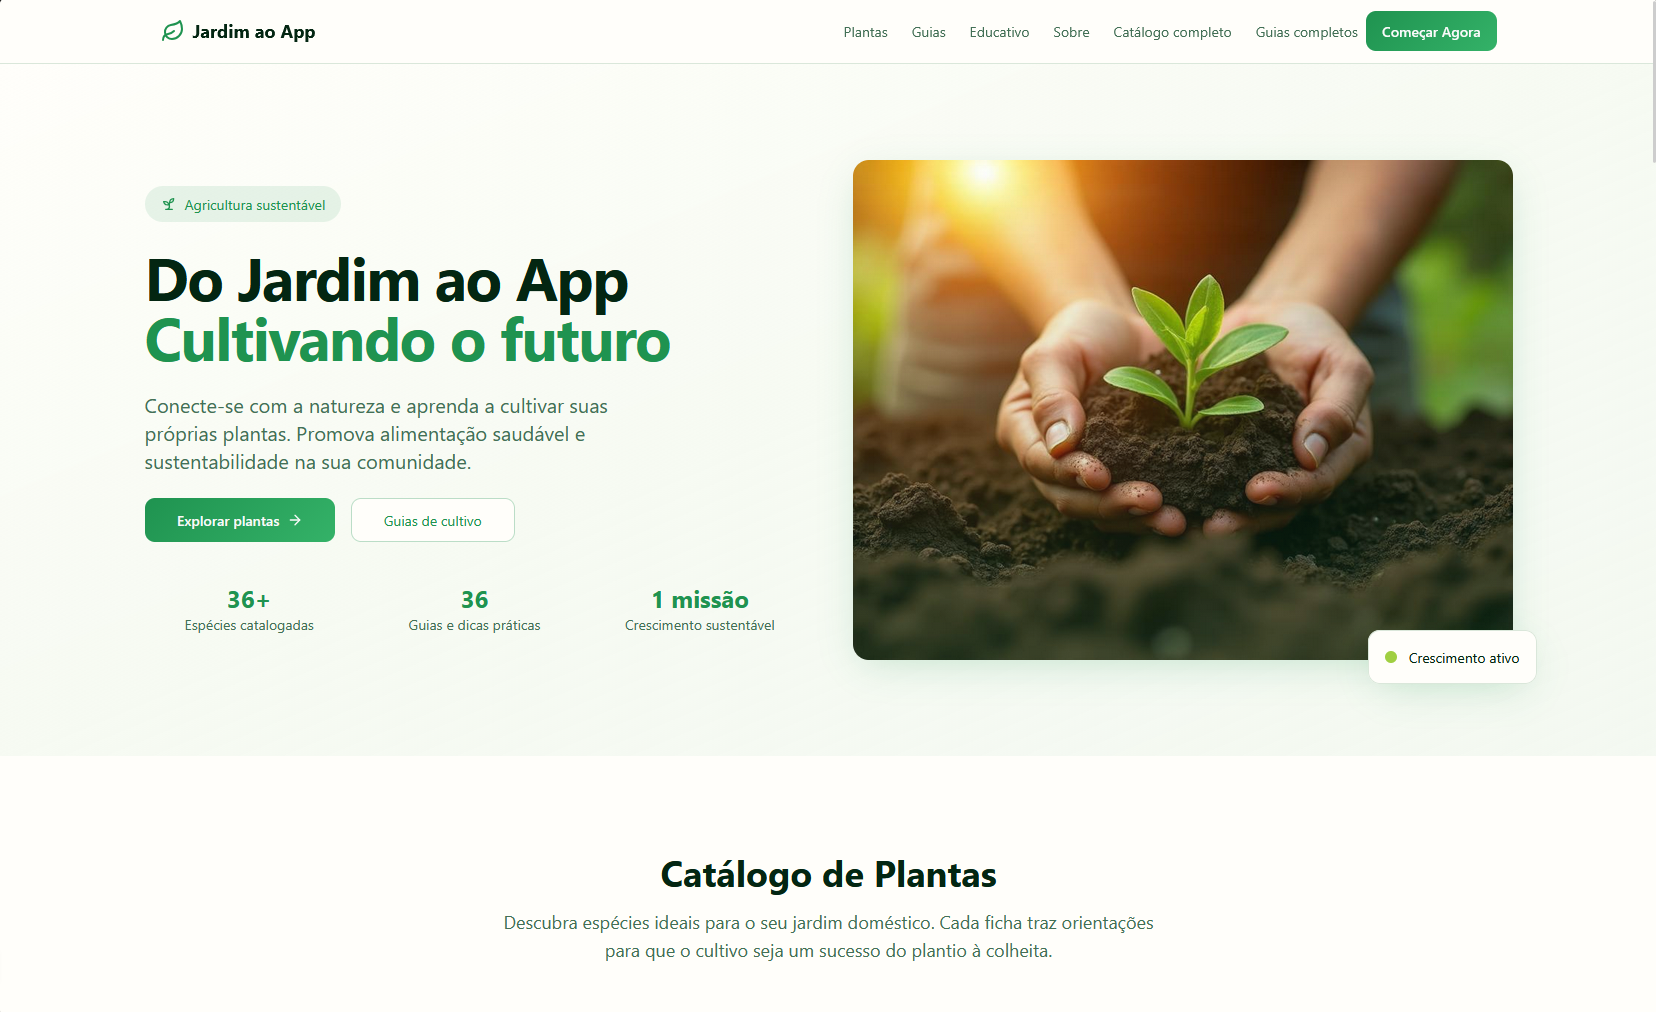 Jardim ao App
Plantas
Guias
Educativo
Sobre
Catálogo completo
Guias completos
Começar Agora
Agricultura sustentável
Do Jardim ao App
Cultivando o futuro
Conecte-se com a natureza e aprenda a cultivar suas
próprias plantas. Promova alimentação saudável e
sustentabilidade na sua comunidade.
Explorar plantas
Guias de cultivo
36+
Espécies catalogadas
36
Guias e dicas práticas
1 missão
Crescimento sustentável
Crescimento ativo
Catálogo de Plantas
Descubra espécies ideais para o seu jardim doméstico. Cada ficha traz orientações
para que o cultivo seja um sucesso do plantio à colheita.